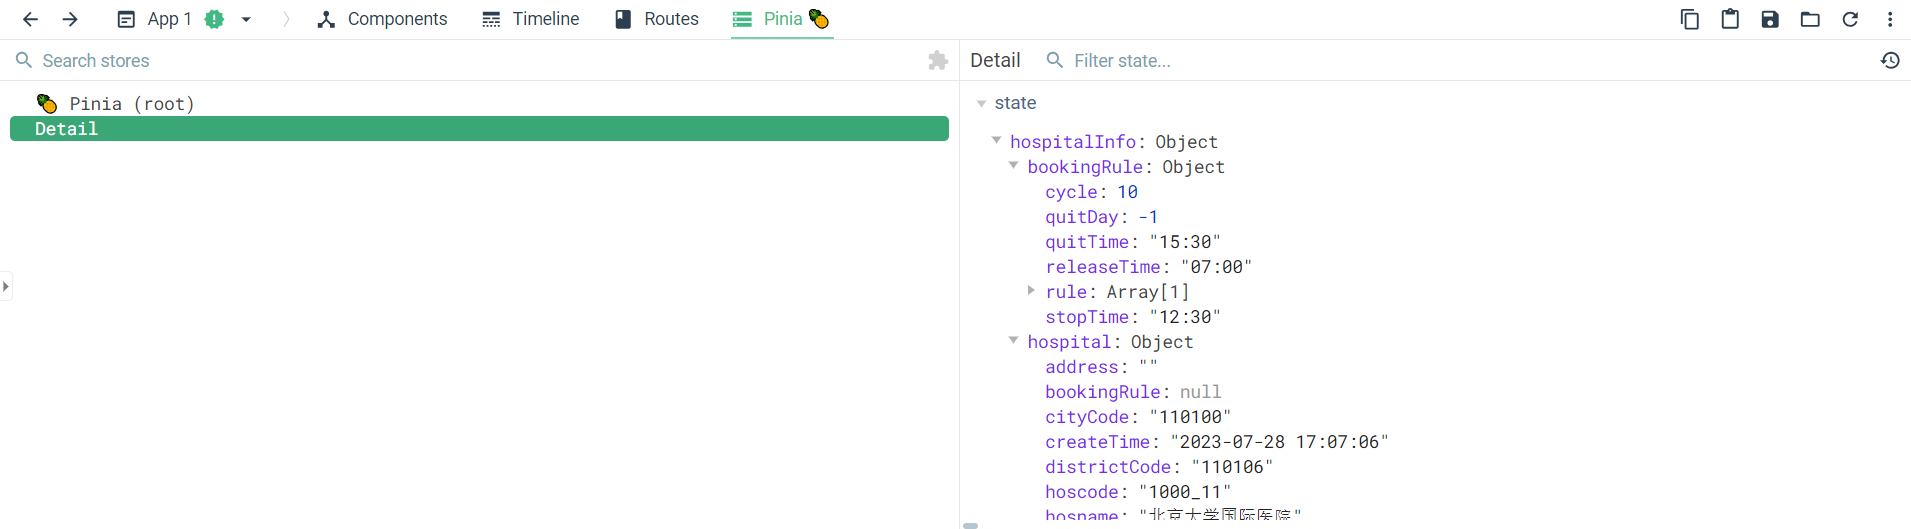 App 1 Components Timeline Routes Pinia 🍍
Search stores
Detail Filter state...
🍍 Pinia (root)
Detail
state
hospitalInfo: Object
bookingRule: Object
cycle: 10
quitDay: -1
quitTime: "15:30"
releaseTime: "07:00"
rule: Array[1]
stopTime: "12:30"
hospital: Object
address: ""
bookingRule: null
cityCode: "110100"
createTime: "2023-07-28 17:07:06"
districtCode: "110106"
hoscode: "1000_11"
hosname: "北京大学国际医院"